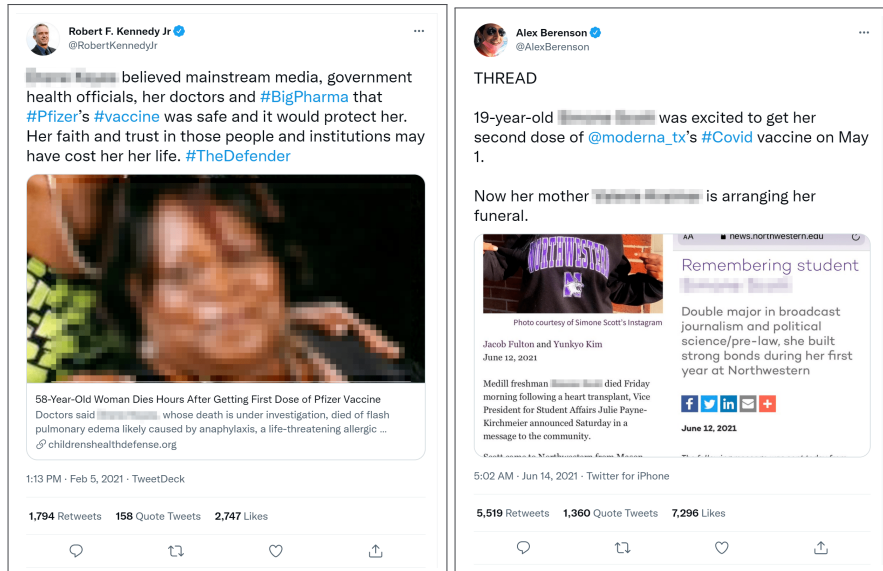 Robert F. Kennedy Jr
@RobertKennedyJr
believed mainstream media, government
health officials, her doctors and #BigPharma that
#Pfizer's #vaccine was safe and it would protect her.
Her faith and trust in those people and institutions may
have cost her her life. #TheDefender
58-Year-Old Woman Dies Hours After Getting First Dose of Pfizer Vaccine
Doctors said , whose death is under investigation, died of flash
pulmonary edema likely caused by anaphylaxis, a life-threatening allergic ...
childrenshealthdefense.org
1:13 PM · Feb 5, 2021 · TweetDeck
1,794 Retweets 158 Quote Tweets 2,747 Likes
Alex Berenson
@AlexBerenson
THREAD
19-year-old was excited to get her
second dose of @moderna_tx's #Covid vaccine on May
1.
Now her mother is arranging her
funeral.
NORTHWESTERN
N
Photo courtesy of Simone Scott's Instagram
Jacob Fulton and Yunkyo Kim
June 12, 2021
Medill freshman died Friday
morning following a heart transplant, Vice
President for Student Affairs Julie Payne-
Kirchmeier announced Saturday in a
message to the community.
Scott came to Northwestern from Mason
AA news.northwestern.edu
Remembering student
Double major in broadcast
journalism and political
science/pre-law, she built
strong bonds during her first
year at Northwestern
June 12, 2021
5:02 AM · Jun 14, 2021 · Twitter for iPhone
5,519 Retweets 1,360 Quote Tweets 7,296 Likes